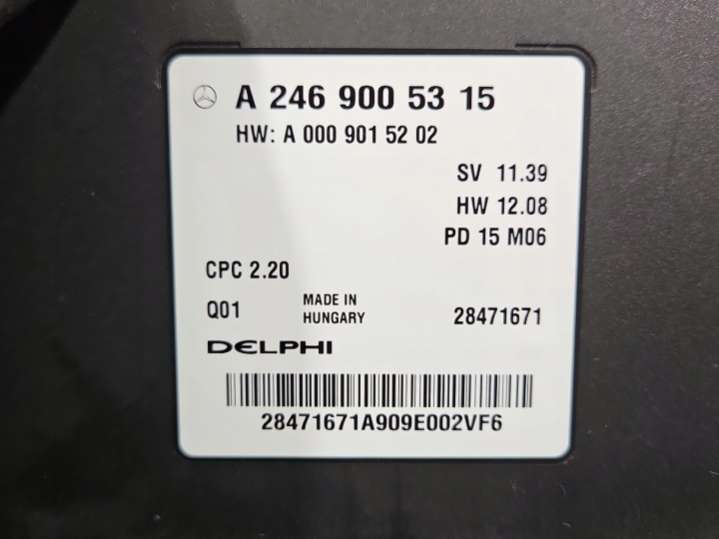 A 246 900 53 15
HW: A 000 901 52 02
SV 11.39
HW 12.08
PD 15 M06
CPC 2.20
Q01
MADE IN
HUNGARY
28471671
DELPHI
28471671A909E002VF6